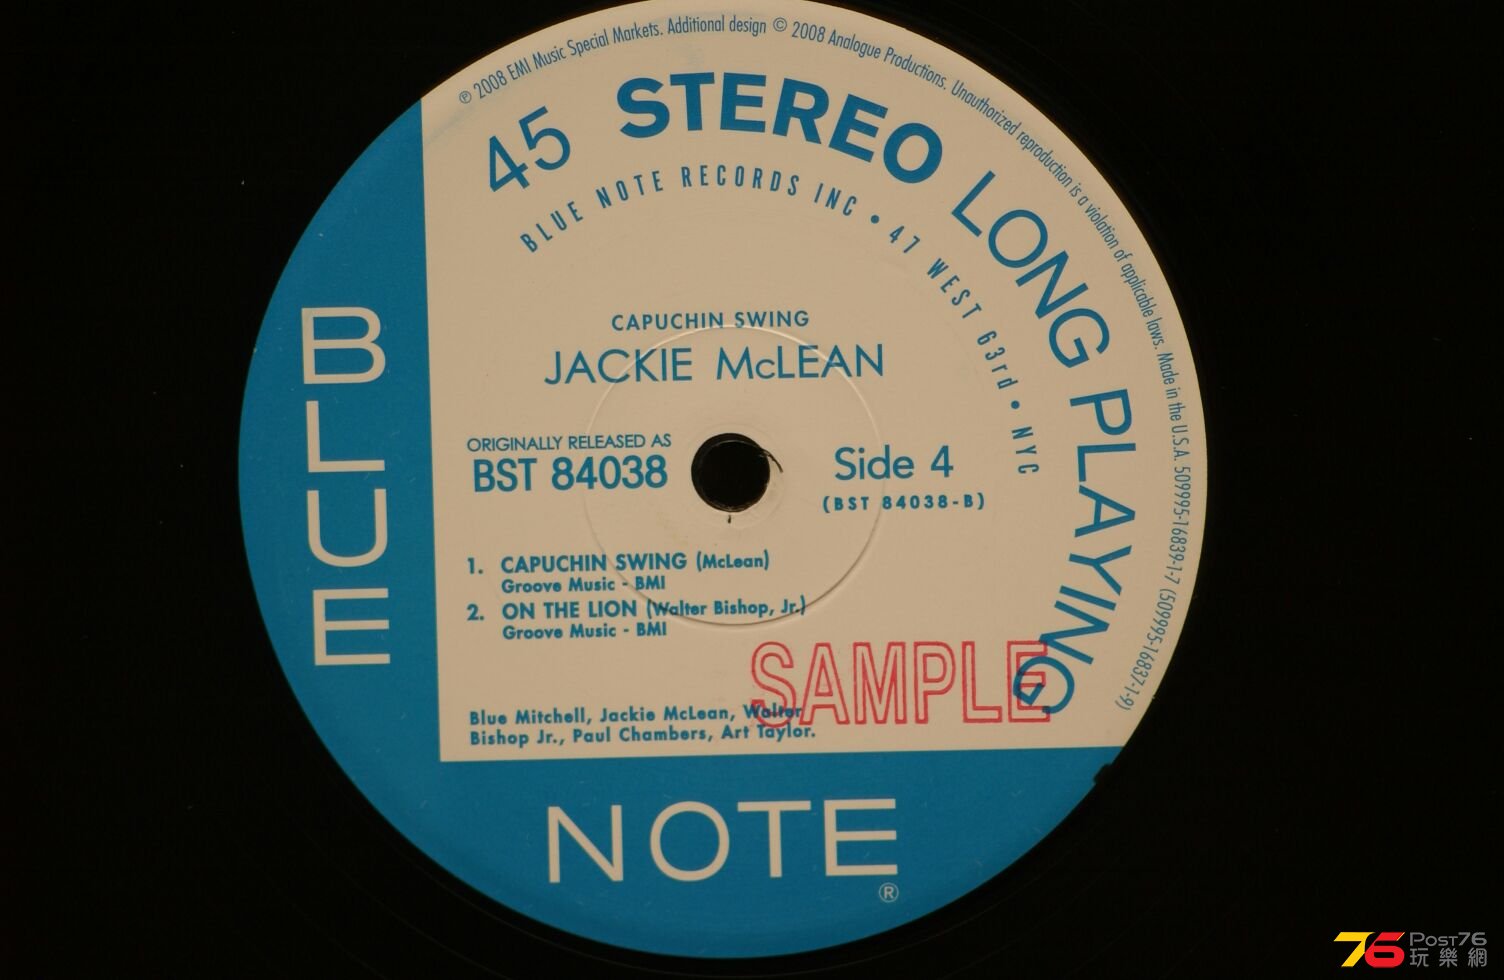 ℗ 2008 EMI Music Special Markets. Additional design © 2008 Analogue Productions. Unauthorized reproduction is a violation of applicable laws. Made in the U.S.A. 509995-16839-1-7 (509995-16837-1-9)
45 STEREO LONG PLAYING
BLUE NOTE RECORDS INC • 47 WEST 63rd • NYC
CAPUCHIN SWING
JACKIE McLEAN
ORIGINALLY RELEASED AS
BST 84038
Side 4
(BST 84038-B)
1. CAPUCHIN SWING (McLean)
Groove Music - BMI
2. ON THE LION (Walter Bishop, Jr.)
Groove Music - BMI
SAMPLE
Blue Mitchell, Jackie McLean, Walter
Bishop Jr., Paul Chambers, Art Taylor.
BLUE
NOTE®
76 Post76
玩樂網